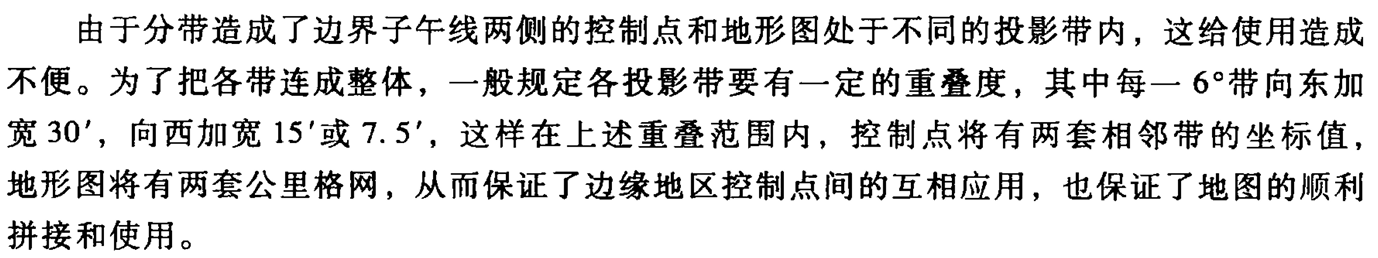 由于分带造成了边界子午线两侧的控制点和地形图处于不同的投影带内，这给使用造成
不便。为了把各带连成整体，一般规定各投影带要有一定的重叠度，其中每一 6°带向东加
宽 30′，向西加宽 15′或 7.5′，这样在上述重叠范围内，控制点将有两套相邻带的坐标值，
地形图将有两套公里格网，从而保证了边缘地区控制点间的互相应用，也保证了地图的顺利
拼接和使用。